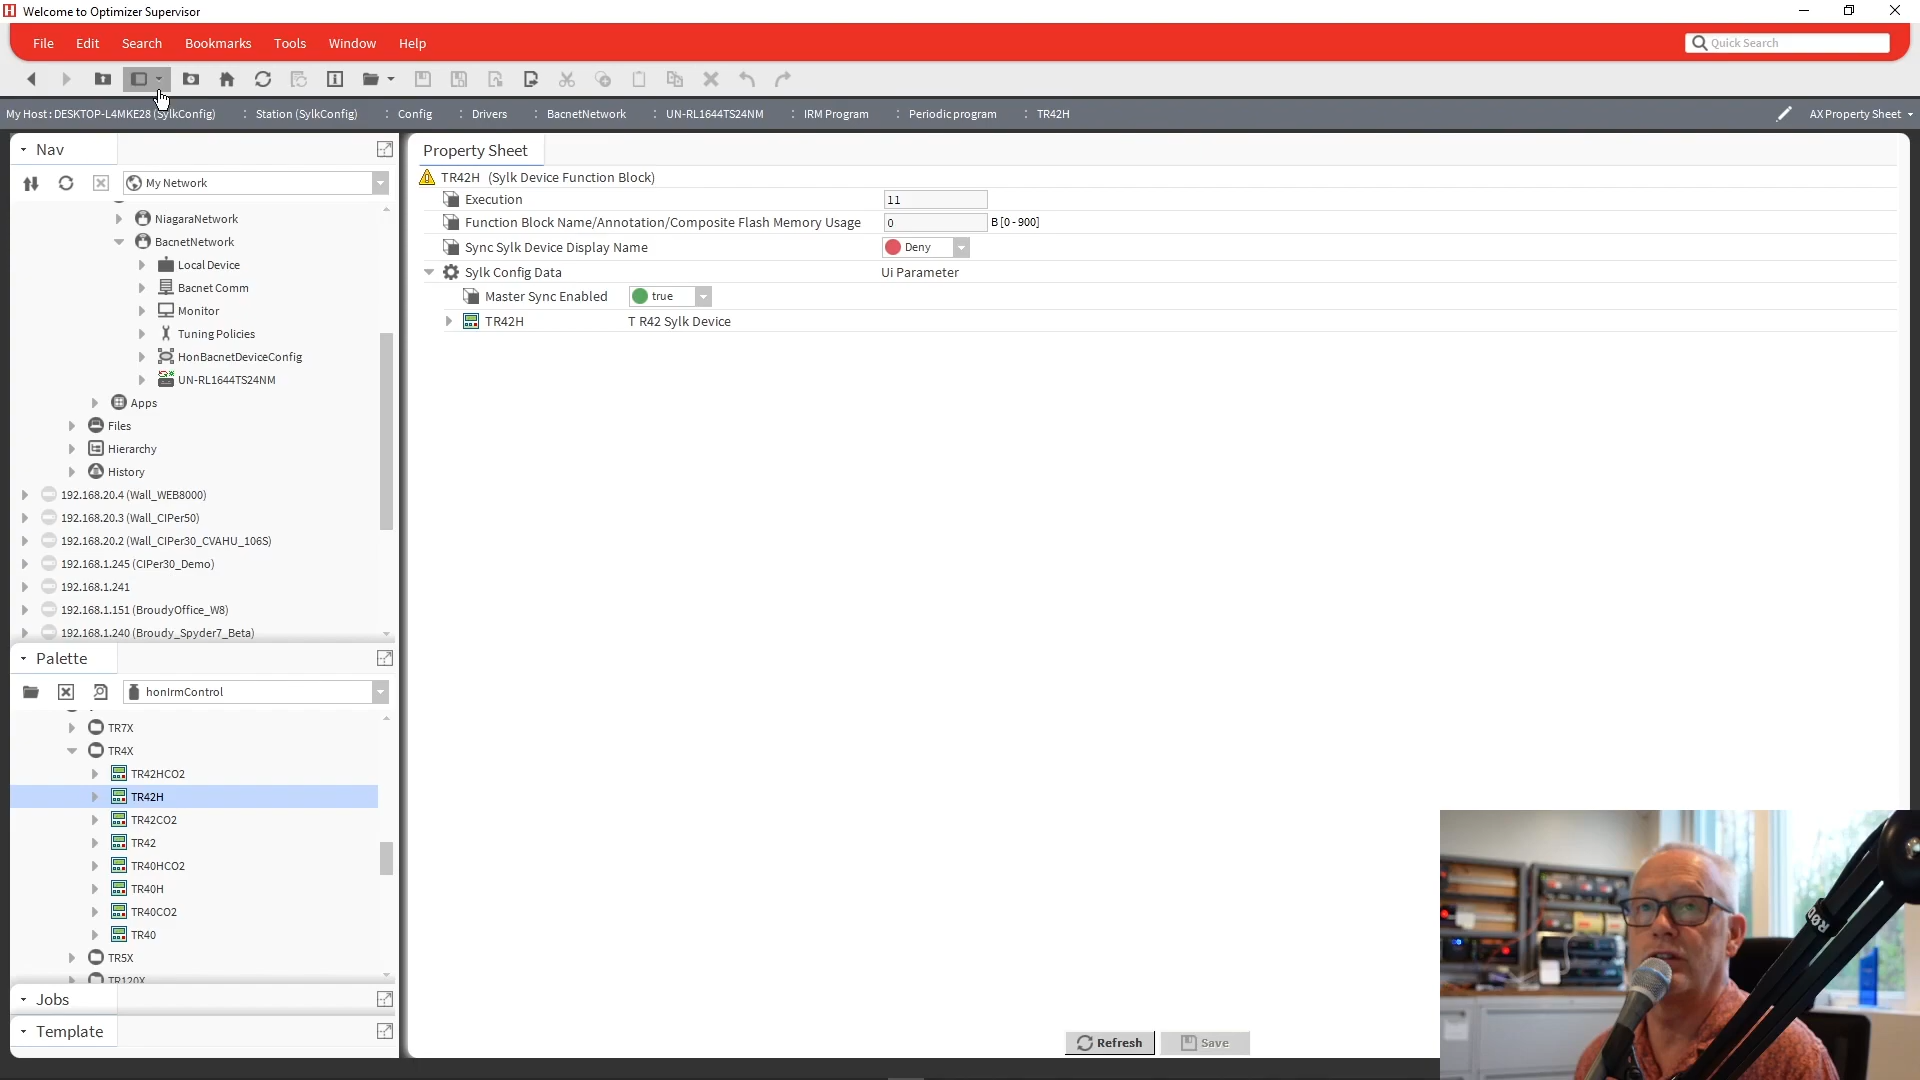 Welcome to Optimizer Supervisor
File Edit Search Bookmarks Tools Window Help
Quick Search
My Host : DESKTOP-L4MKE28 (SylkConfig) : Station (SylkConfig) : Config : Drivers : BacnetNetwork : UN-RL1644TS24NM : IRM Program : Periodic program : TR42H
AX Property Sheet
Nav
My Network
NiagaraNetwork
BacnetNetwork
Local Device
Bacnet Comm
Monitor
Tuning Policies
HonBacnetDeviceConfig
UN-RL1644TS24NM
Apps
Files
Hierarchy
History
192.168.20.4 (Wall_WEB8000)
192.168.20.3 (Wall_CIPer50)
192.168.20.2 (Wall_CIPer30_CVAHU_106S)
192.168.1.245 (CIPer30_Demo)
192.168.1.241
192.168.1.151 (BroudyOffice_W8)
192.168.1.240 (Broudy_Spyder7_Beta)
Palette
honIrmControl
TR7X
TR4X
TR42HCO2
TR42H
TR42CO2
TR42
TR40HCO2
TR40H
TR40CO2
TR40
TR5X
TR120X
Jobs
Template
Property Sheet
TR42H (Sylk Device Function Block)
Execution 11
Function Block Name/Annotation/Composite Flash Memory Usage 0 B [0 - 900]
Sync Sylk Device Display Name Deny
Sylk Config Data Ui Parameter
Master Sync Enabled true
TR42H T R42 Sylk Device
Refresh Save
RØDE